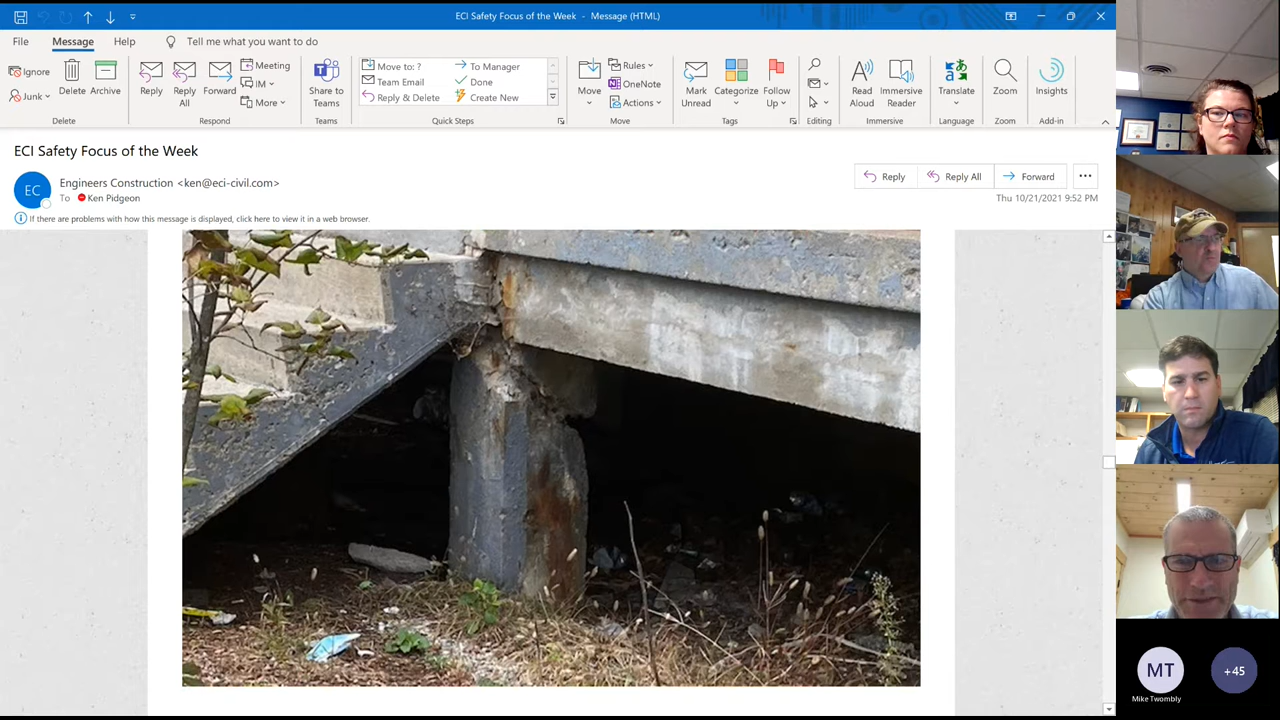 ECI Safety Focus of the Week - Message (HTML)
File Message Help Tell me what you want to do
Ignore
Junk
Delete
Archive
Reply
Reply All
Forward
Meeting
IM
More
Share to Teams
Move to: ?
Team Email
Reply & Delete
To Manager
Done
Create New
Move
Rules
OneNote
Actions
Mark Unread
Categorize
Follow Up
Read Aloud
Immersive Reader
Translate
Zoom
Insights
Delete Respond Teams Quick Steps Move Tags Editing Immersive Language Zoom Add-in
ECI Safety Focus of the Week
EC
Engineers Construction <ken@eci-civil.com>
To Ken Pidgeon
Reply Reply All Forward
Thu 10/21/2021 9:52 PM
If there are problems with how this message is displayed, click here to view it in a web browser.
MT
Mike Twombly
+45